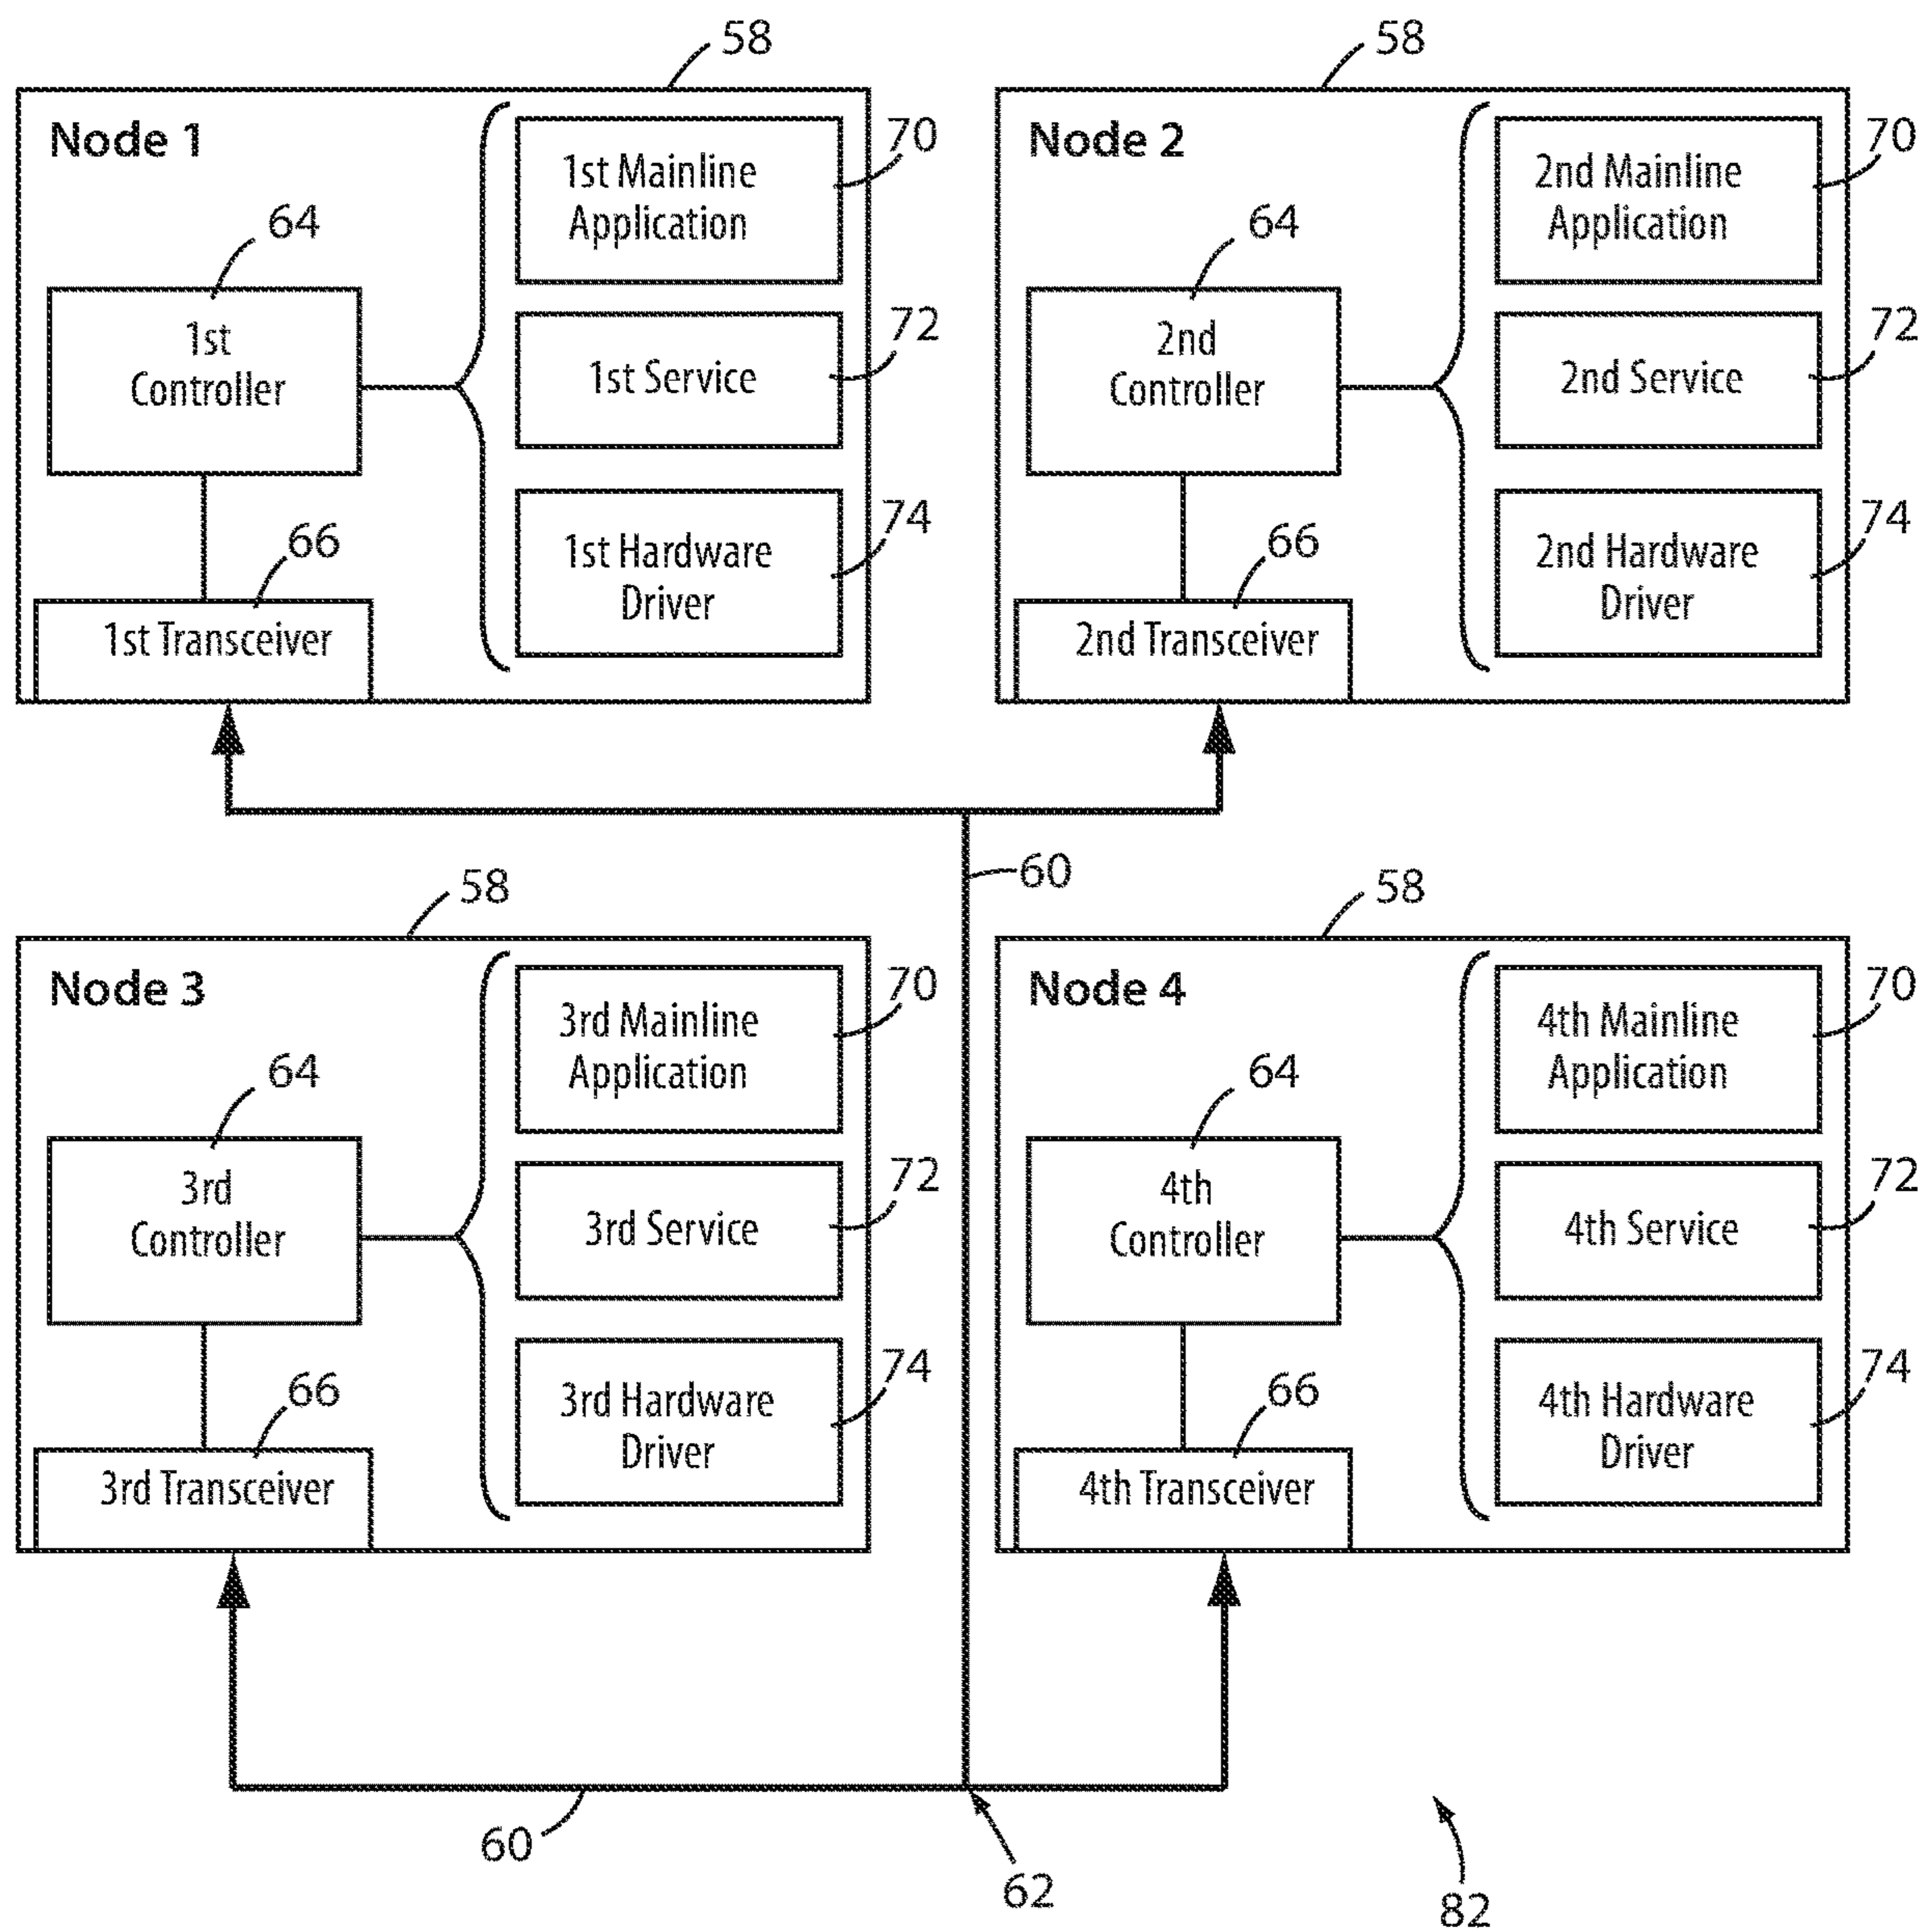 58
58
Node 1
1st Mainline
Application
70
64
1st
Controller
1st Service
72
1st Hardware
Driver
74
66
1st Transceiver
Node 2
2nd Mainline
Application
70
64
2nd
Controller
2nd Service
72
2nd Hardware
Driver
74
66
2nd Transceiver
60
58
58
Node 3
3rd Mainline
Application
70
64
3rd
Controller
3rd Service
72
3rd Hardware
Driver
74
66
3rd Transceiver
Node 4
4th Mainline
Application
70
64
4th
Controller
4th Service
72
4th Hardware
Driver
74
66
4th Transceiver
60
62
82